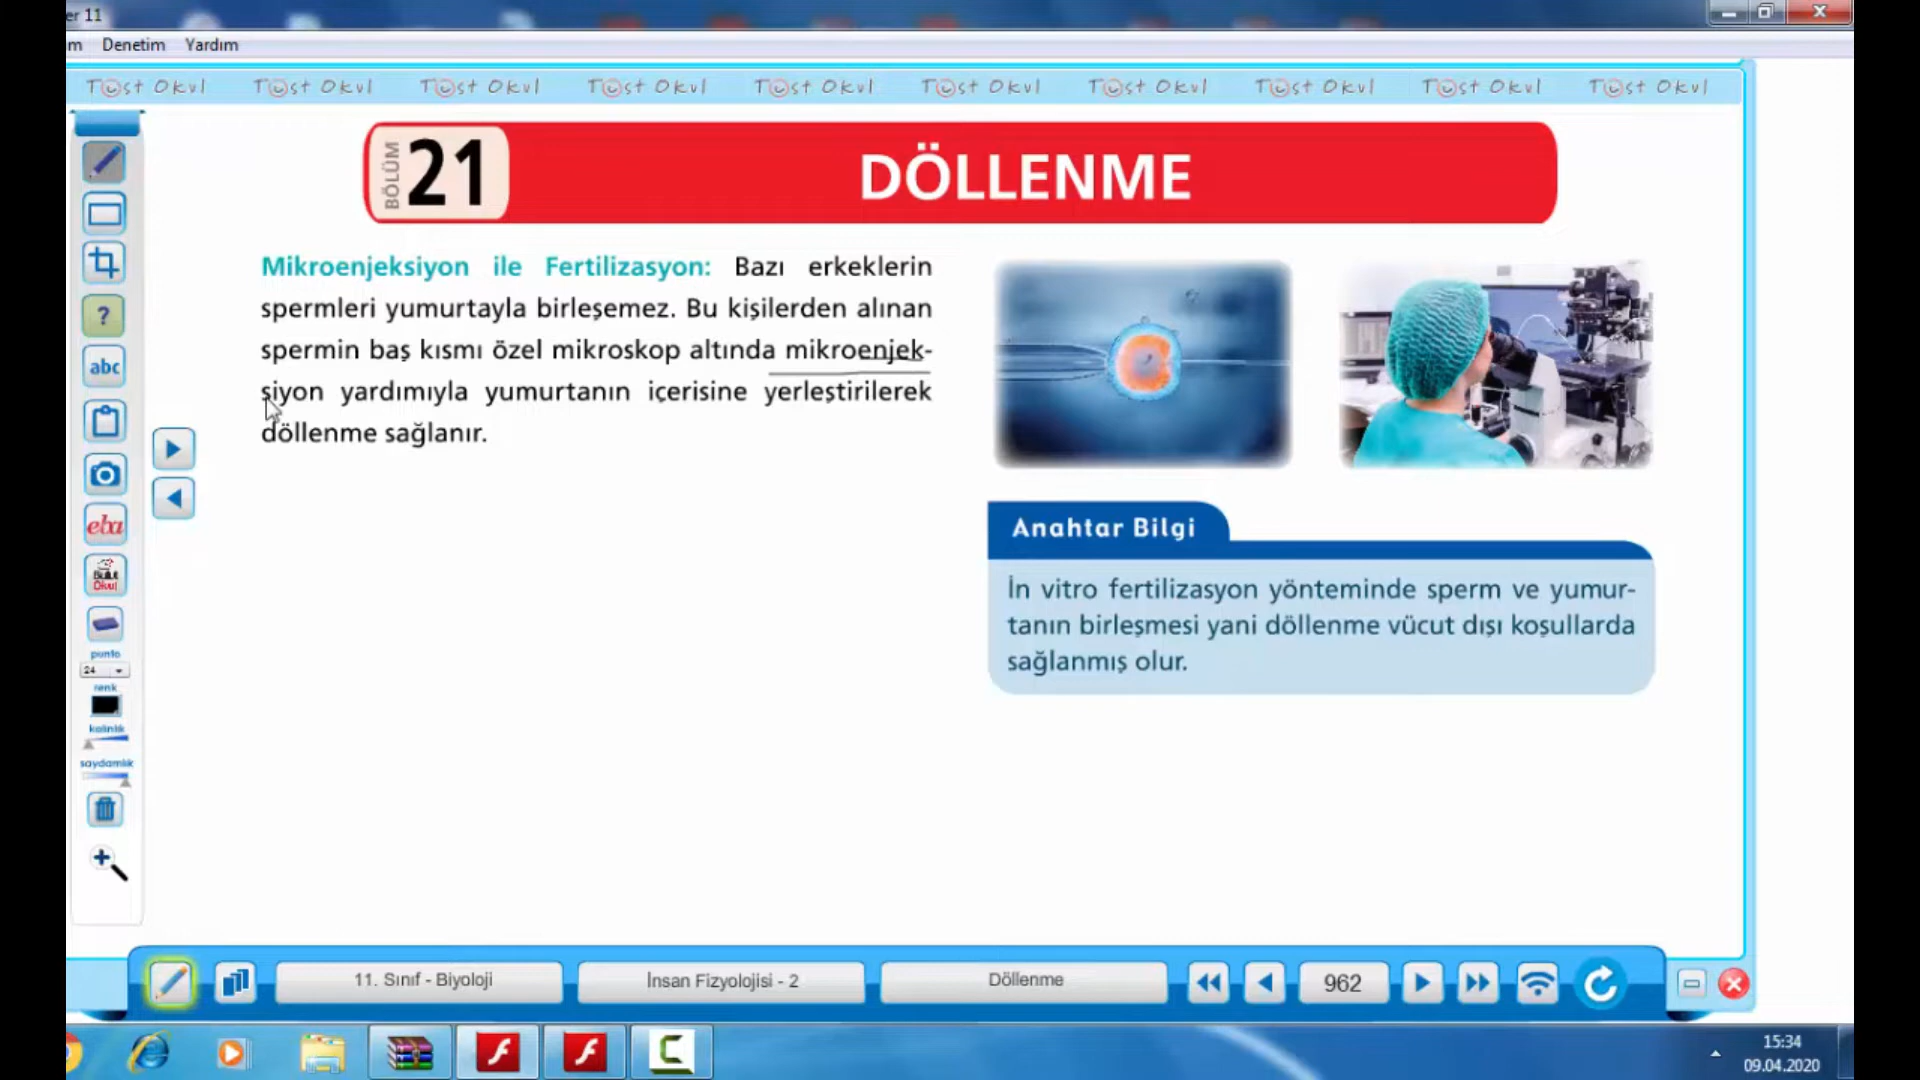 er 11
m Denetim Yardım
Test Okul Test Okul Test Okul Test Okul Test Okul Test Okul Test Okul Test Okul Test Okul Test Okul
BÖLÜM 21 DÖLLENME
Mikroenjeksiyon ile Fertilizasyon: Bazı erkeklerin
spermleri yumurtayla birleşemez. Bu kişilerden alınan
spermin baş kısmı özel mikroskop altında mikroenjek-
siyon yardımıyla yumurtanın içerisine yerleştirilerek
döllenme sağlanır.
Anahtar Bilgi
İn vitro fertilizasyon yönteminde sperm ve yumur-
tanın birleşmesi yani döllenme vücut dışı koşullarda
sağlanmış olur.
?
abc
eba
Bulut
Okul
punto
24
renk
kalınlık
saydamlık
11. Sınıf - Biyoloji İnsan Fizyolojisi - 2 Döllenme 962
15:34
09.04.2020